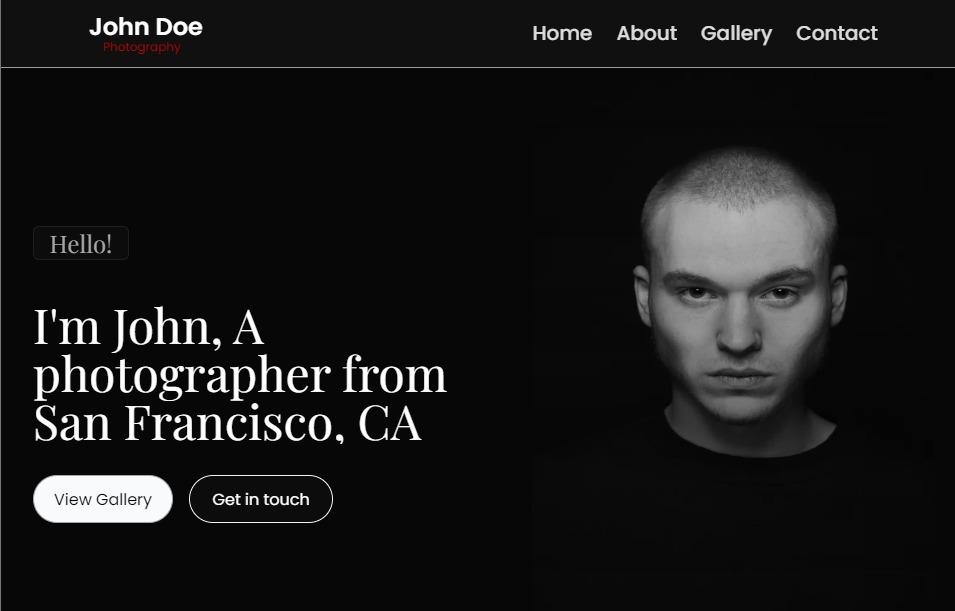 John Doe
Photography
Home About Gallery Contact
Hello!
I'm John, A
photographer from
San Francisco, CA
View Gallery
Get in touch